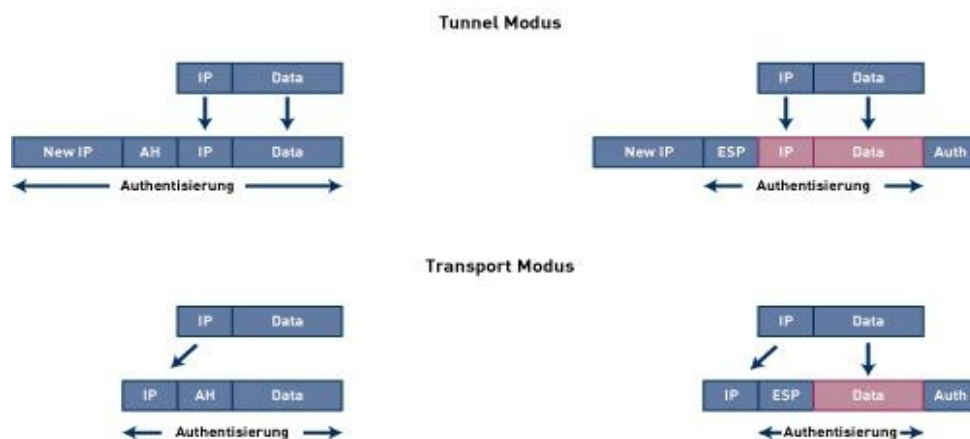 Tunnel Modus
IP Data
IP Data
New IP AH IP Data
New IP ESP IP Data Auth
Authentisierung
Authentisierung
Transport Modus
IP Data
IP Data
IP AH Data
IP ESP Data Auth
Authentisierung
Authentisierung